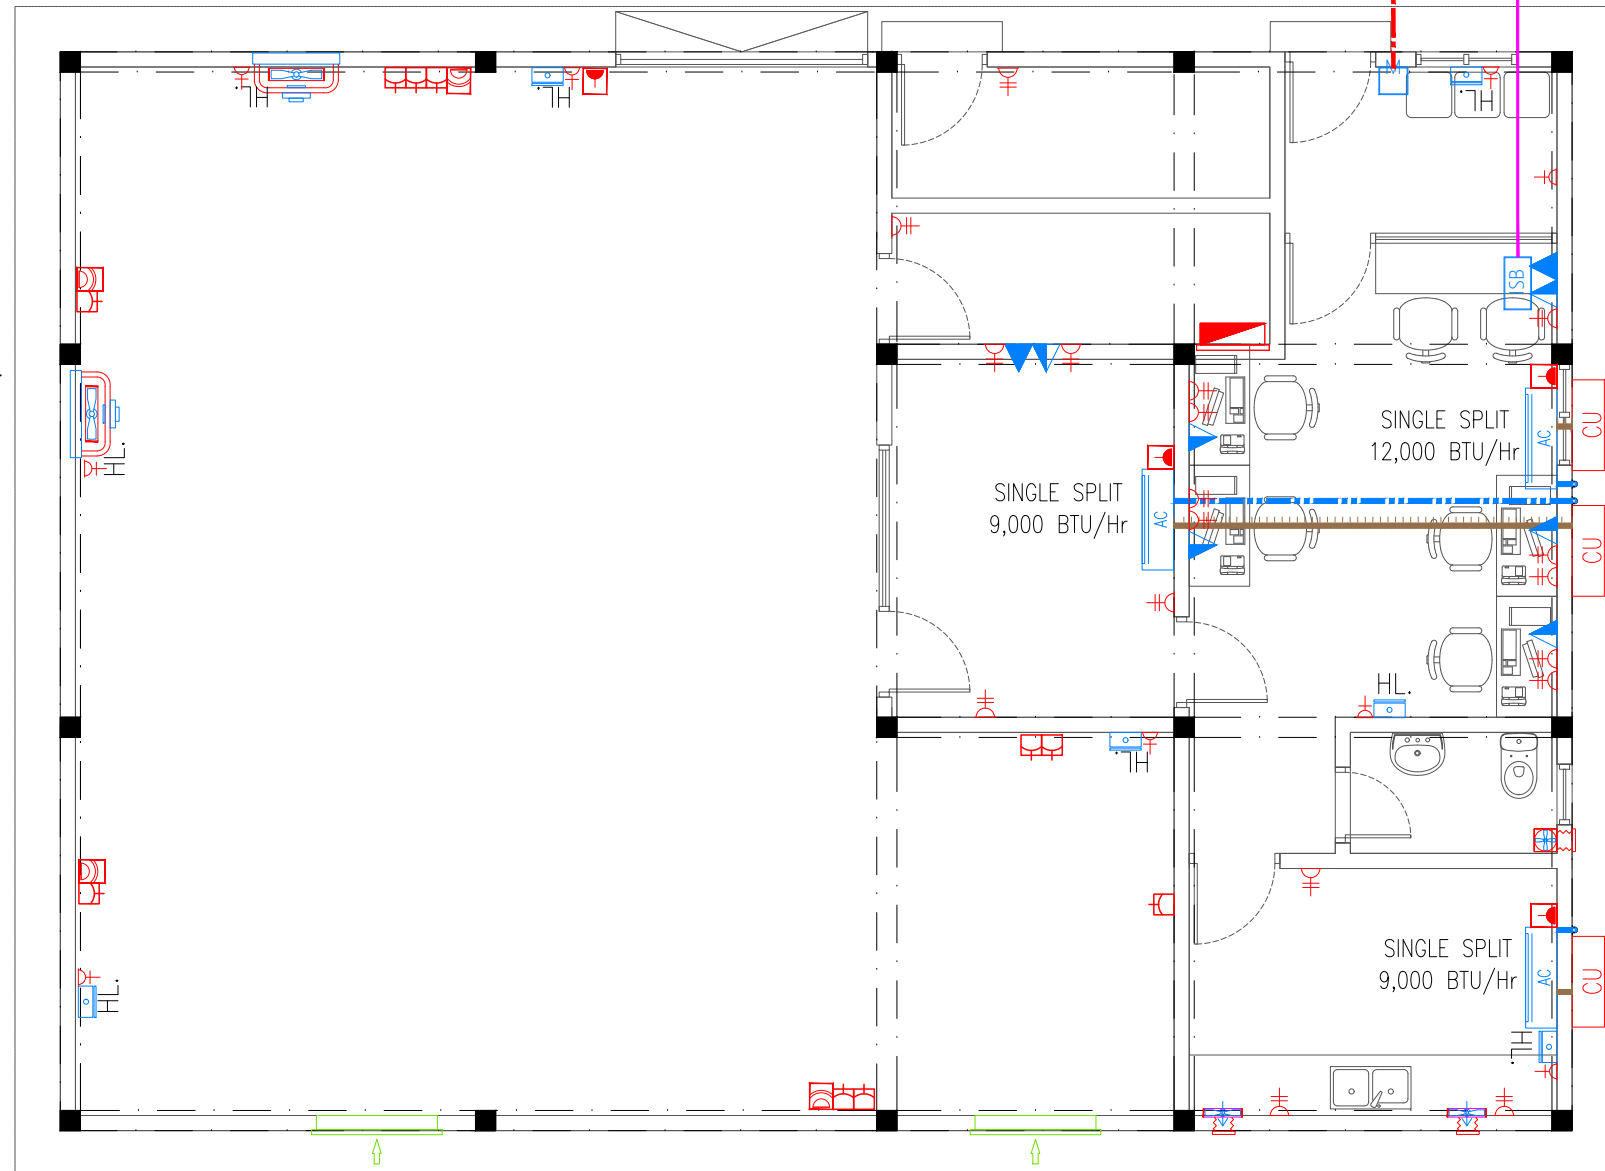 M
HL.
HL.
HL.
ISB
SINGLE SPLIT
12,000 BTU/Hr
AC
CU
HL.
SINGLE SPLIT
9,000 BTU/Hr
AC
CU
HL.
HL.
SINGLE SPLIT
9,000 BTU/Hr
AC
CU
HL.
HL.